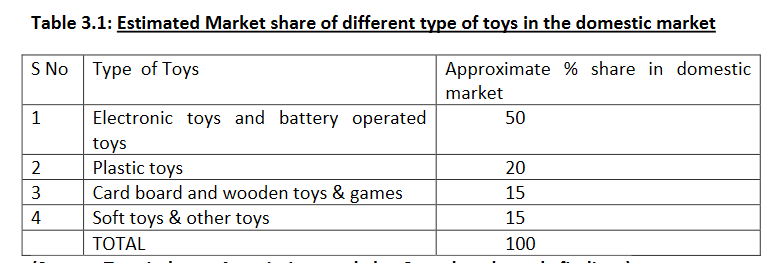 Table 3.1: Estimated Market share of different type of toys in the domestic market
S No Type of Toys Approximate % share in domestic
market
1 Electronic toys and battery operated 50
toys
2 Plastic toys 20
3 Card board and wooden toys & games 15
4 Soft toys & other toys 15
TOTAL 100